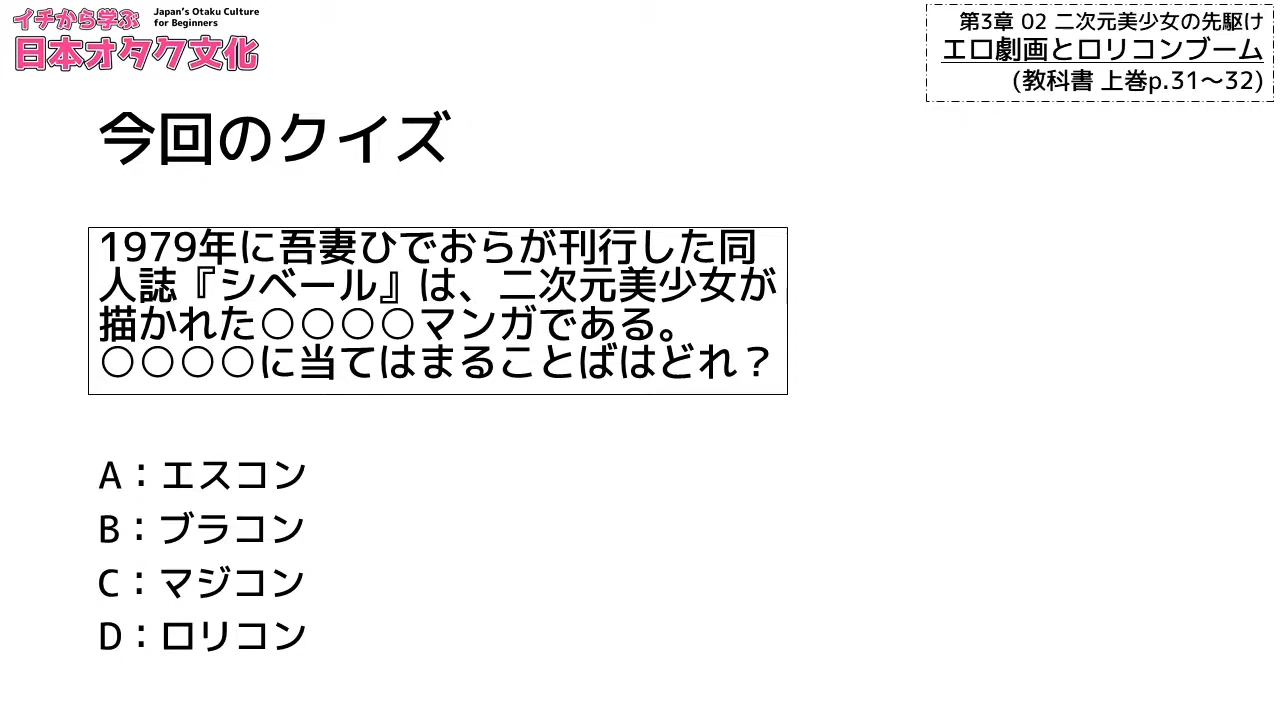 イチから学ぶ
日本オタク文化
Japan's Otaku Culture
for Beginners
第3章 02 二次元美少女の先駆け
エロ劇画とロリコンブーム
(教科書 上巻p.31〜32)
今回のクイズ
1979年に吾妻ひでおらが刊行した同
人誌『シベール』は、二次元美少女が
描かれた○○○○マンガである。
○○○○に当てはまることばはどれ？
A：エスコン
B：ブラコン
C：マジコン
D：ロリコン